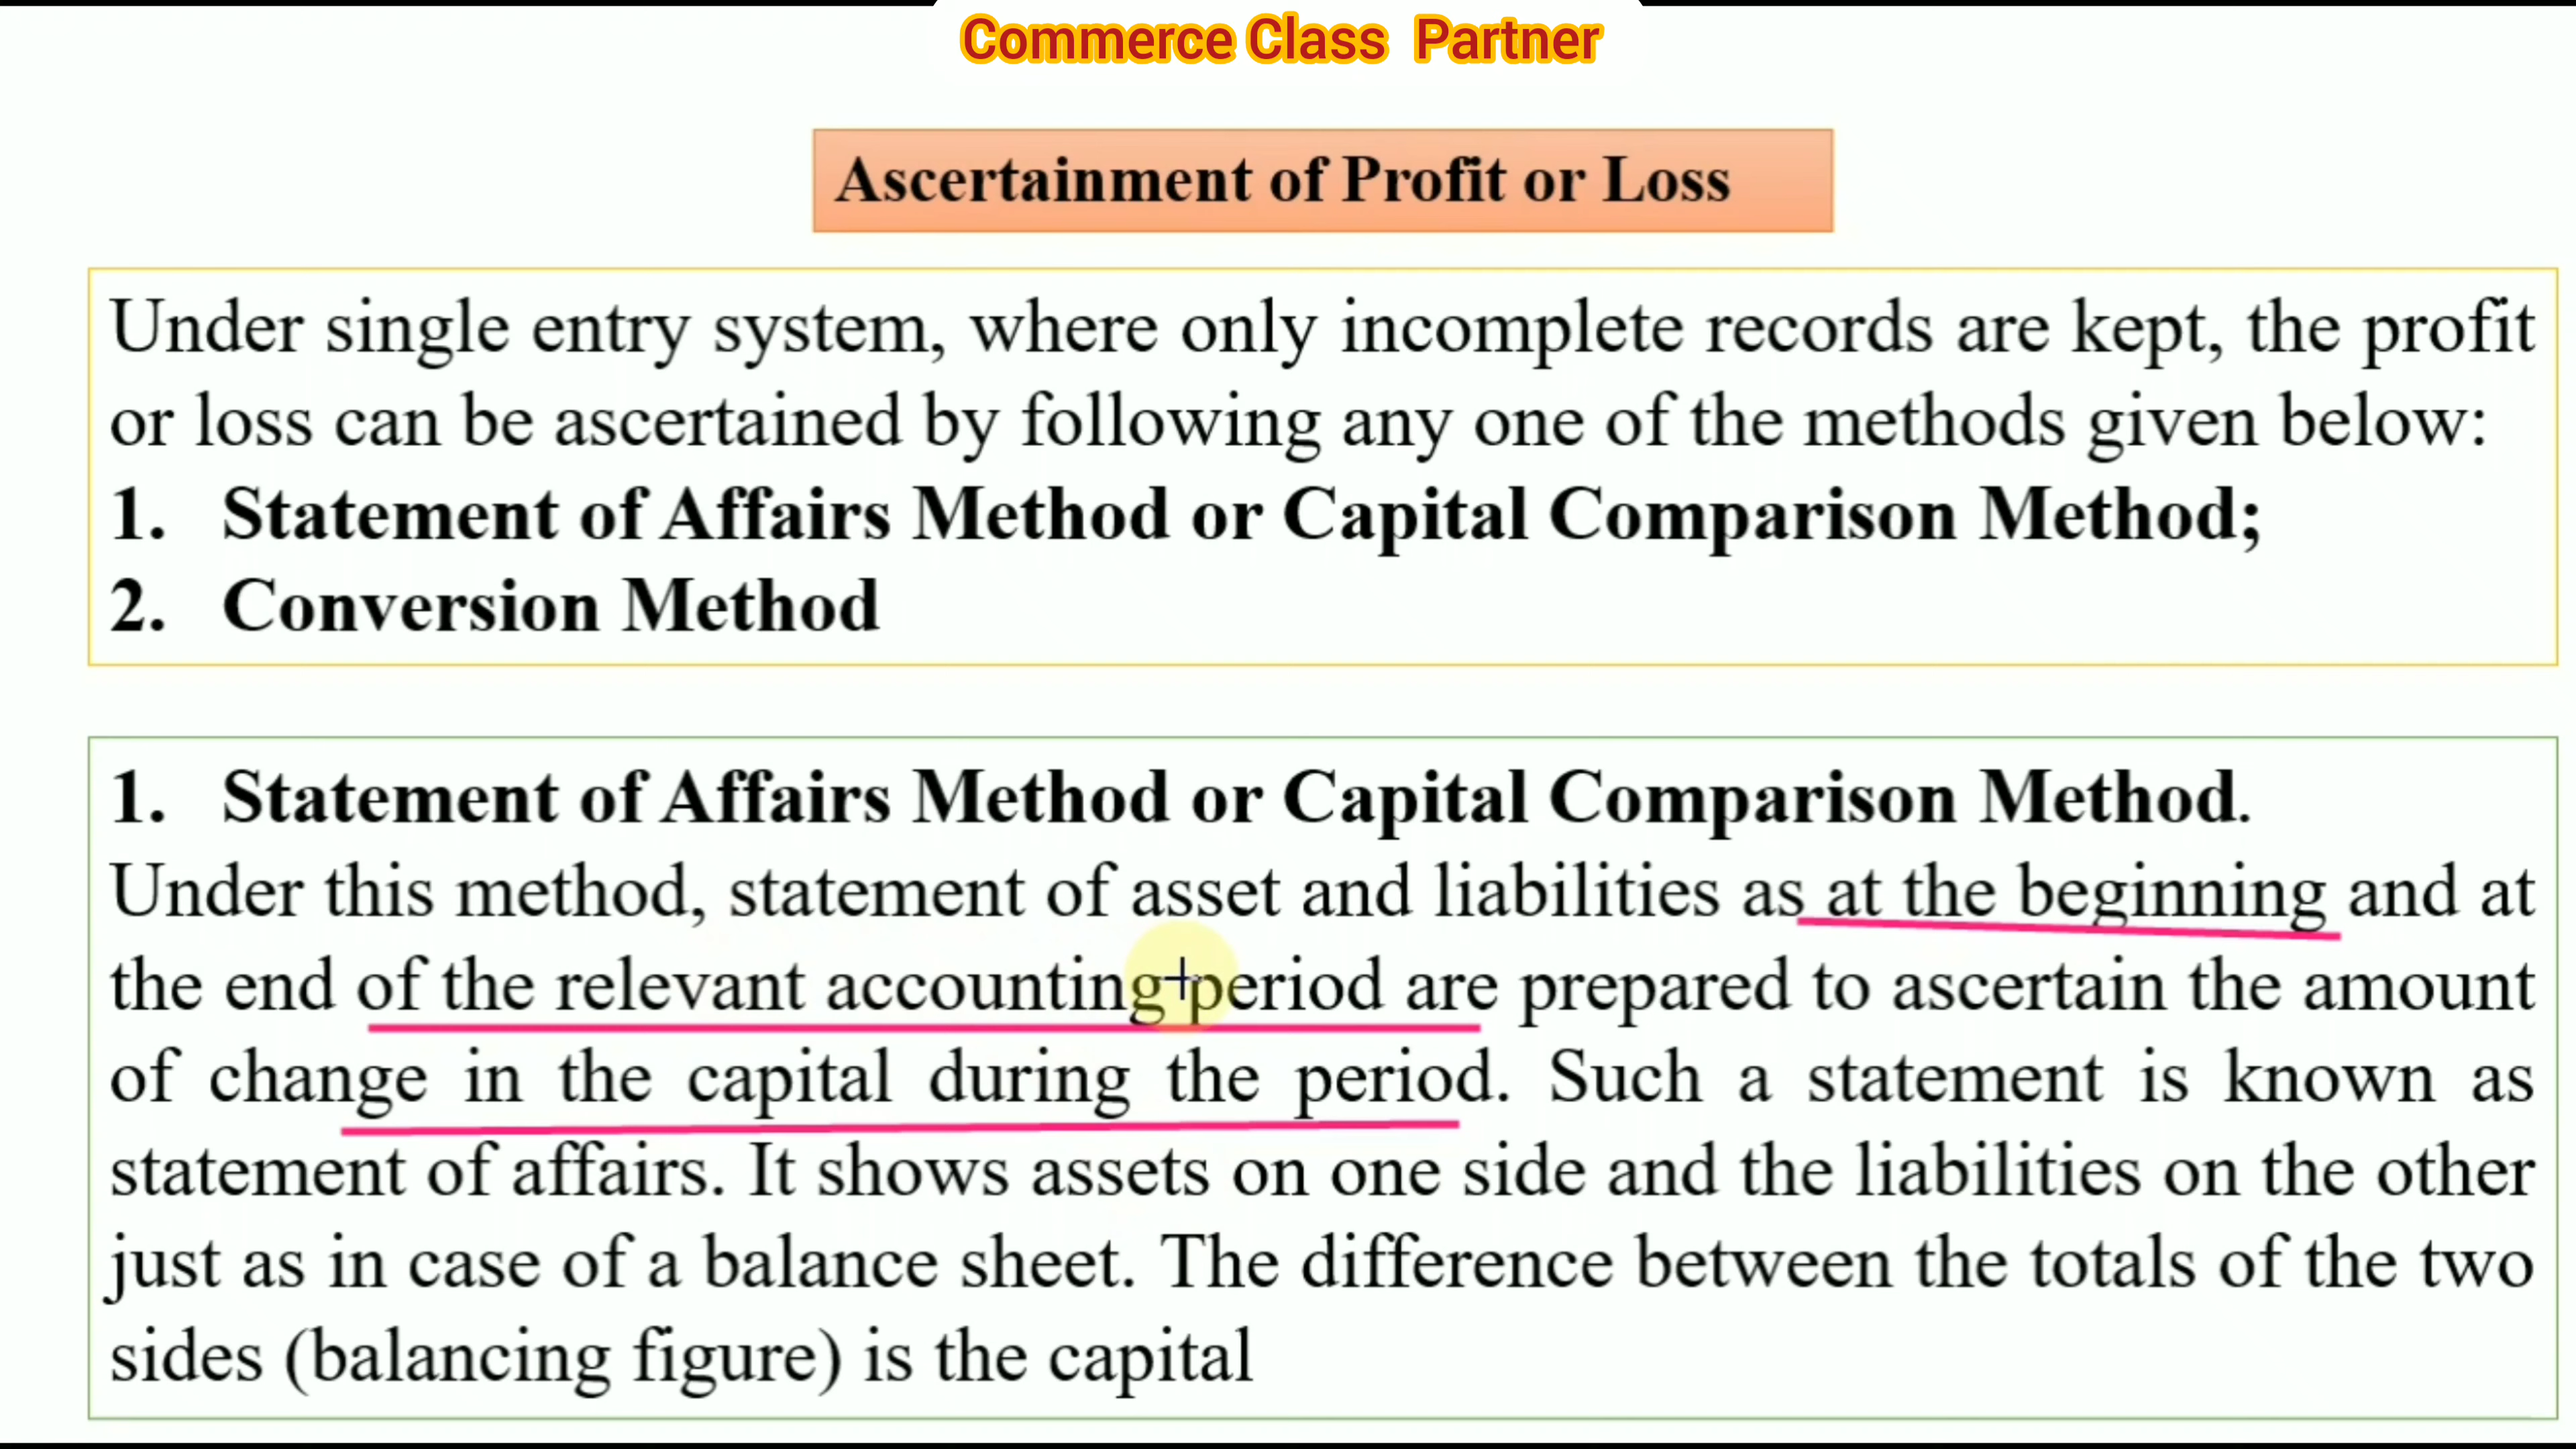 Commerce Class Partner
Ascertainment of Profit or Loss
Under single entry system, where only incomplete records are kept, the profit
or loss can be ascertained by following any one of the methods given below:
1. Statement of Affairs Method or Capital Comparison Method;
2. Conversion Method
1. Statement of Affairs Method or Capital Comparison Method.
Under this method, statement of asset and liabilities as at the beginning and at
the end of the relevant accounting period are prepared to ascertain the amount
of change in the capital during the period. Such a statement is known as
statement of affairs. It shows assets on one side and the liabilities on the other
just as in case of a balance sheet. The difference between the totals of the two
sides (balancing figure) is the capital